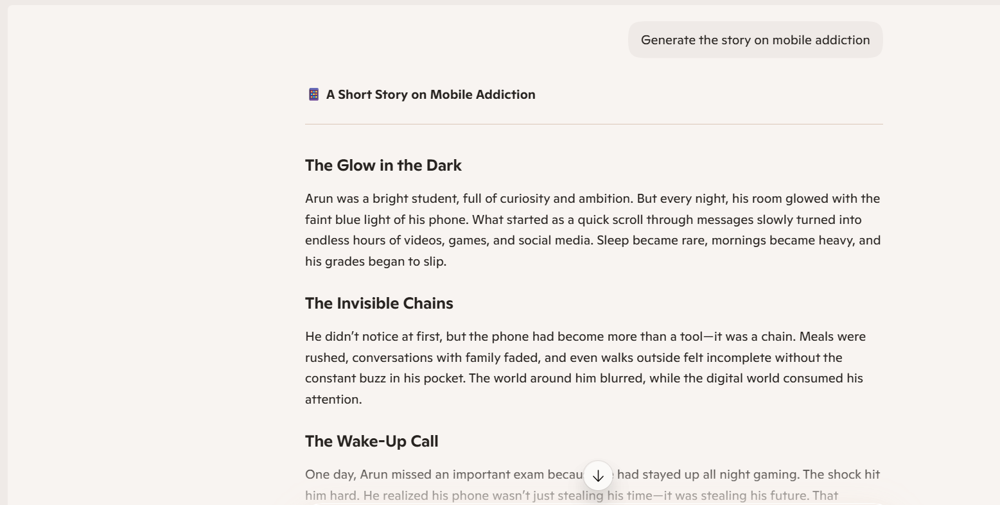 Generate the story on mobile addiction
A Short Story on Mobile Addiction
The Glow in the Dark
Arun was a bright student, full of curiosity and ambition. But every night, his room glowed with the
faint blue light of his phone. What started as a quick scroll through messages slowly turned into
endless hours of videos, games, and social media. Sleep became rare, mornings became heavy, and
his grades began to slip.
The Invisible Chains
He didn’t notice at first, but the phone had become more than a tool—it was a chain. Meals were
rushed, conversations with family faded, and even walks outside felt incomplete without the
constant buzz in his pocket. The world around him blurred, while the digital world consumed his
attention.
The Wake-Up Call
One day, Arun missed an important exam had stayed up all night gaming. The shock hit
him hard. He realized his phone wasn’t just stealing his time—it was stealing his future. That